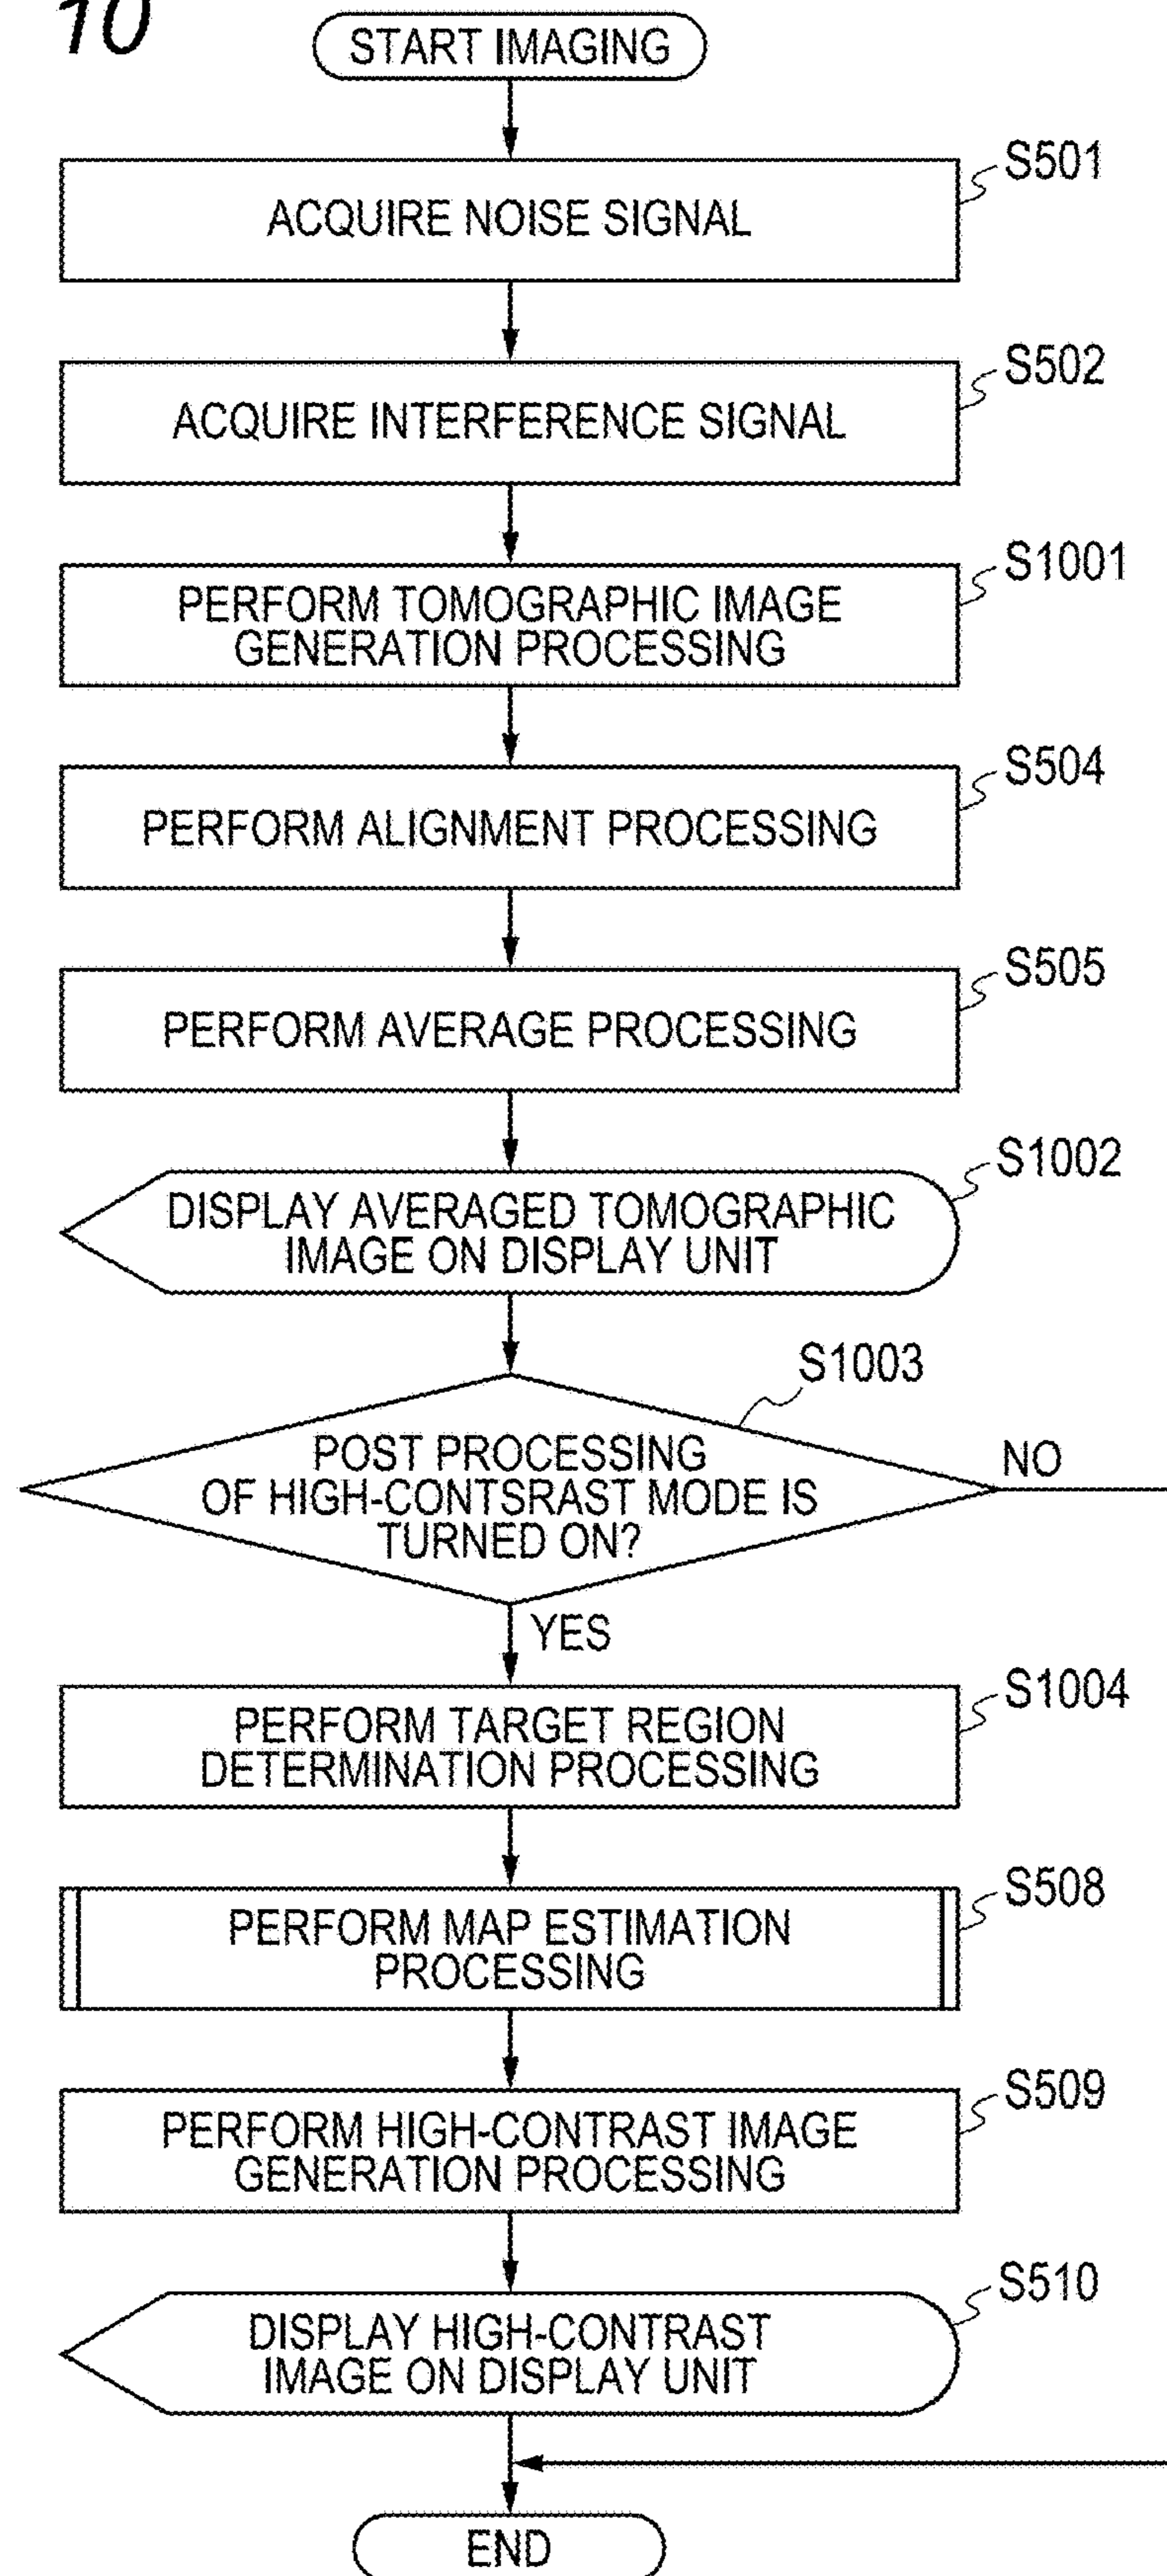 10
START IMAGING
S501
ACQUIRE NOISE SIGNAL
S502
ACQUIRE INTERFERENCE SIGNAL
S1001
PERFORM TOMOGRAPHIC IMAGE
GENERATION PROCESSING
S504
PERFORM ALIGNMENT PROCESSING
S505
PERFORM AVERAGE PROCESSING
S1002
DISPLAY AVERAGED TOMOGRAPHIC
IMAGE ON DISPLAY UNIT
S1003
POST PROCESSING
OF HIGH-CONTSRAST MODE IS
TURNED ON?
NO
YES
S1004
PERFORM TARGET REGION
DETERMINATION PROCESSING
S508
PERFORM MAP ESTIMATION
PROCESSING
S509
PERFORM HIGH-CONTRAST IMAGE
GENERATION PROCESSING
S510
DISPLAY HIGH-CONTRAST
IMAGE ON DISPLAY UNIT
END